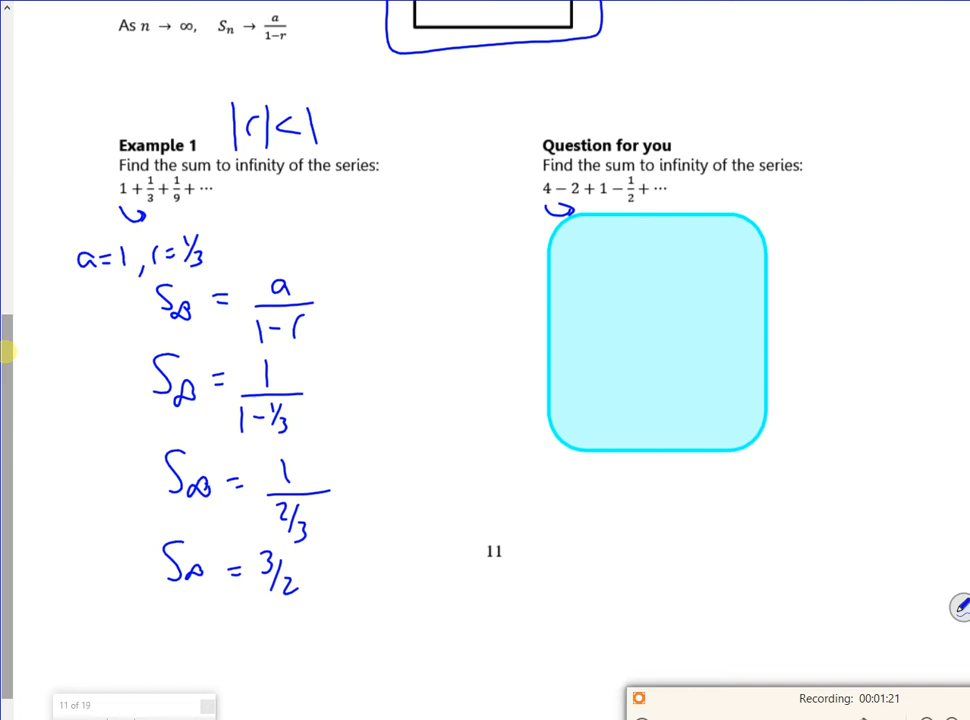 As n → ∞, Sₙ → a/(1−r)
|r|<1
Example 1
Find the sum to infinity of the series:
1 + 1/3 + 1/9 + ⋯
a=1, r=1/3
S∞ = a/(1−r)
S∞ = 1/(1−1/3)
S∞ = 1/(2/3)
S∞ = 3/2
Question for you
Find the sum to infinity of the series:
4 − 2 + 1 − 1/2 + ⋯
11
11 of 19
Recording: 00:01:21